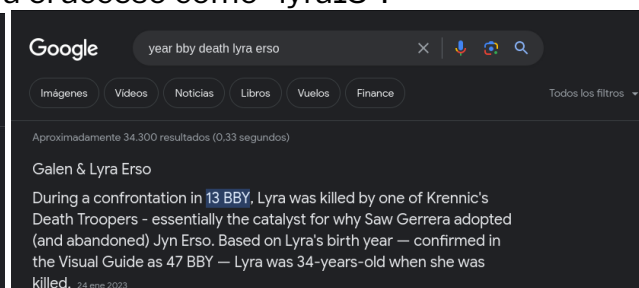 Google
year bby death lyra erso
Imágenes
Vídeos
Noticias
Libros
Vuelos
Finance
Todos los filtros
Aproximadamente 34.300 resultados (0,33 segundos)
Galen & Lyra Erso
During a confrontation in 13 BBY, Lyra was killed by one of Krennic's
Death Troopers - essentially the catalyst for why Saw Gerrera adopted
(and abandoned) Jyn Erso. Based on Lyra's birth year — confirmed in
the Visual Guide as 47 BBY — Lyra was 34-years-old when she was
killed. 24 ene 2023